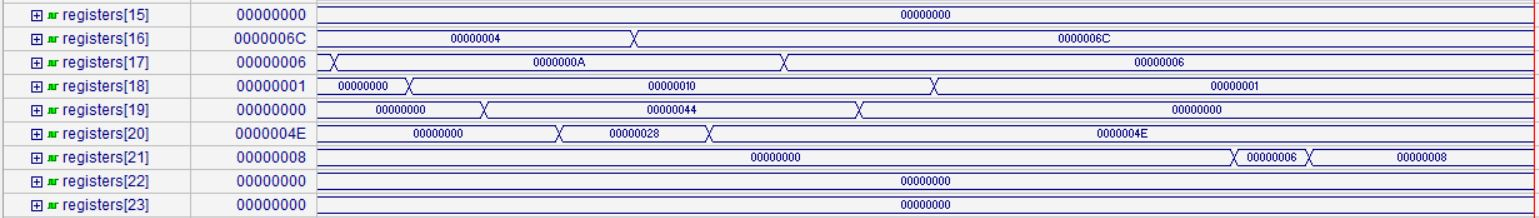 registers[15] 00000000 00000000
registers[16] 0000006C 00000004 0000006C
registers[17] 00000006 0000000A 00000006
registers[18] 00000001 00000000 00000010 00000001
registers[19] 00000000 00000000 00000044 00000000
registers[20] 0000004E 00000000 00000028 0000004E
registers[21] 00000008 00000000 00000006 00000008
registers[22] 00000000 00000000
registers[23] 00000000 00000000